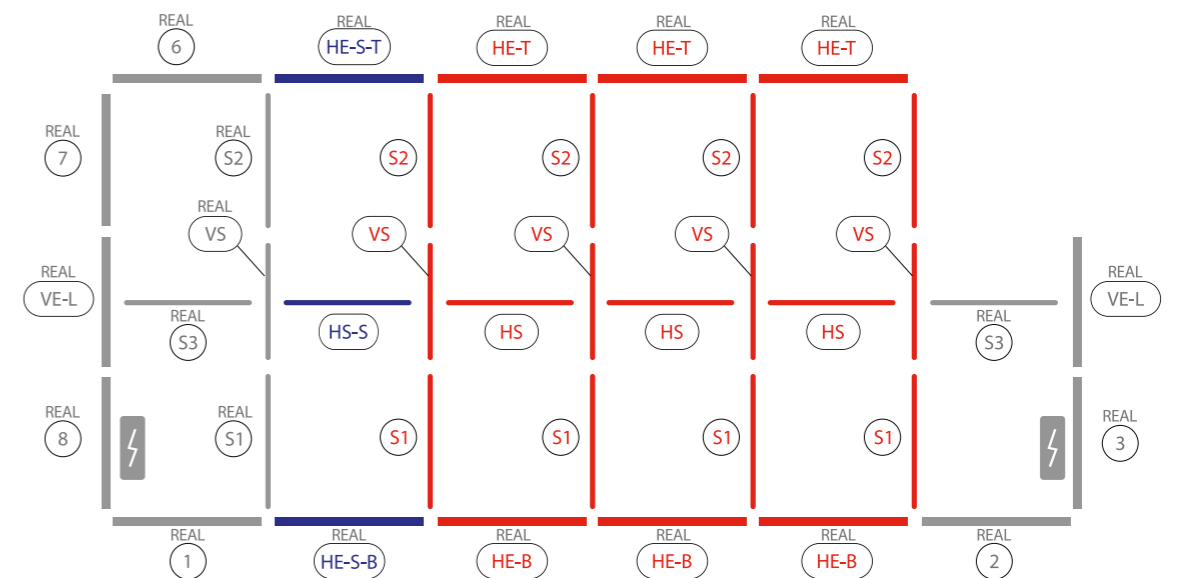 REAL REAL REAL REAL REAL
6 HE-S-T HE-T HE-T HE-T
REAL REAL
7 S2 S2 S2 S2 S2
REAL
VS VS VS VS VS
REAL REAL
VE-L VE-L
REAL REAL
S3 HS-S HS HS HS S3
REAL REAL REAL
8 S1 S1 S1 S1 S1 3
REAL REAL REAL REAL REAL REAL
1 HE-S-B HE-B HE-B HE-B 2